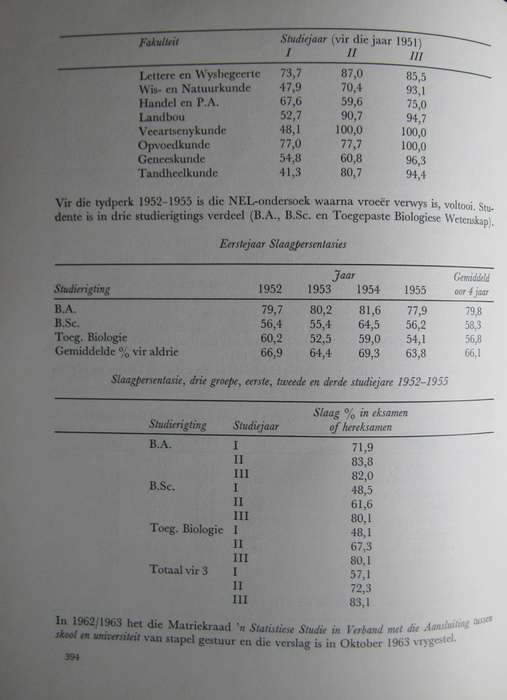 Fakulteit Studiejaar (vir die jaar 1951)
I II III
Lettere en Wysbegeerte 73,7 87,0 85,5
Wis- en Natuurkunde 47,9 70,4 93,1
Handel en P.A. 67,6 59,6 75,0
Landbou 52,7 90,7 94,7
Veeartsenykunde 48,1 100,0 100,0
Opvoedkunde 77,0 77,7 100,0
Geneeskunde 54,8 60,8 96,3
Tandheelkunde 41,3 80,7 94,4
Vir die tydperk 1952–1955 is die NEL-ondersoek waarna vroeër verwys is, voltooi. Stu-
dente is in drie studierigtings verdeel (B.A., B.Sc. en Toegepaste Biologiese Wetenskap).
Eerstejaar Slaagpersentasies
Jaar Gemiddeld
Studierigting 1952 1953 1954 1955 oor 4 jaar
B.A. 79,7 80,2 81,6 77,9 79,8
B.Sc. 56,4 55,4 64,5 56,2 58,3
Toeg. Biologie 60,2 52,5 59,0 54,1 56,8
Gemiddelde % vir aldrie 66,9 64,4 69,3 63,8 66,1
Slaagpersentasie, drie groepe, eerste, tweede en derde studiejare 1952–1955
Slaag % in eksamen
Studierigting Studiejaar of hereksamen
B.A. I 71,9
II 83,8
III 82,0
B.Sc. I 48,5
II 61,6
III 80,1
Toeg. Biologie I 48,1
II 67,3
III 80,1
Totaal vir 3 I 57,1
II 72,3
III 83,1
In 1962/1963 het die Matriekraad 'n Statistiese Studie in Verband met die Aansluiting tussen
skool en universiteit van stapel gestuur en die verslag is in Oktober 1963 vrygestel.
394